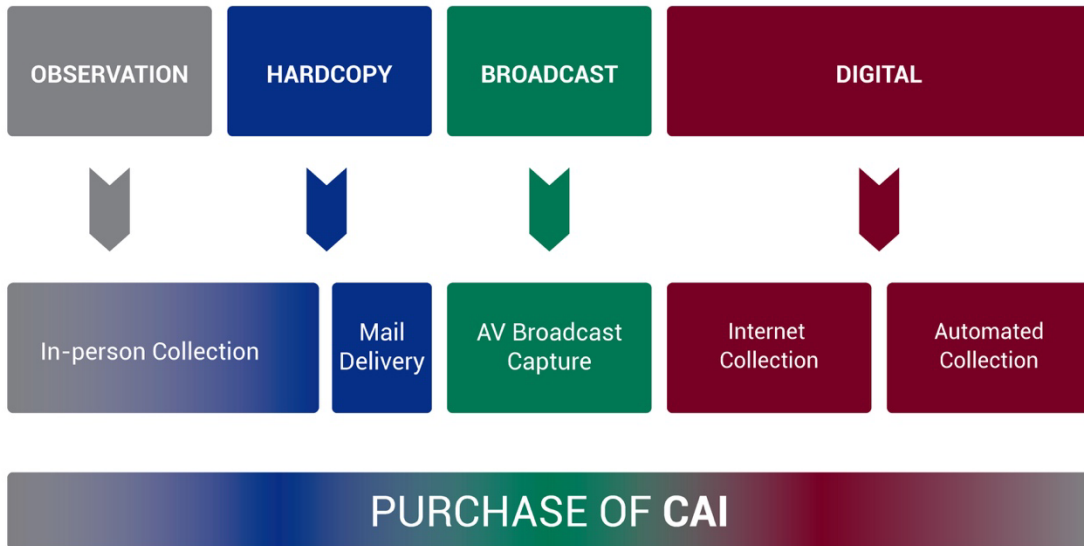 OBSERVATION
HARDCOPY
BROADCAST
DIGITAL
In-person Collection
Mail
Delivery
AV Broadcast
Capture
Internet
Collection
Automated
Collection
PURCHASE OF CAI